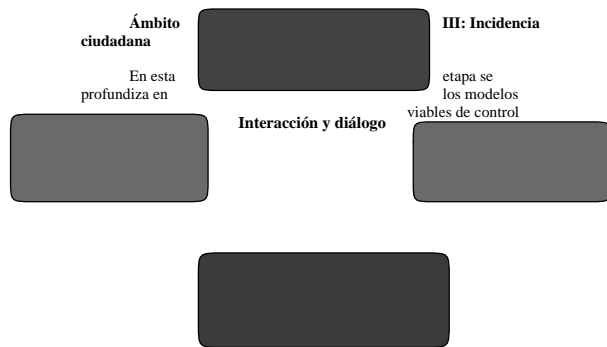 Ámbito III: Incidencia
ciudadana
En esta etapa se
profundiza en los modelos
viables de control
Interacción y diálogo